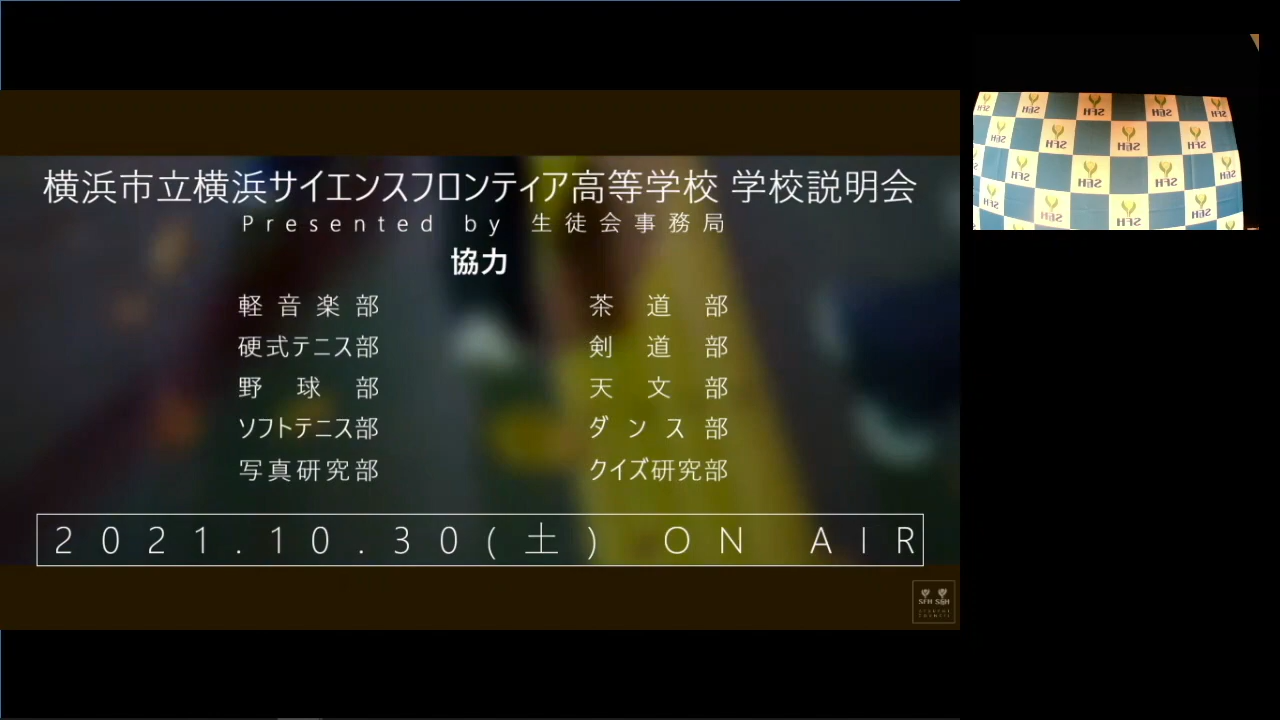 横浜市立横浜サイエンスフロンティア高等学校 学校説明会
Presented by 生徒会事務局
協力
軽音楽部 茶道部
硬式テニス部 剣道部
野球部 天文部
ソフトテニス部 ダンス部
写真研究部 クイズ研究部
2021.10.30(土) ON AIR
SFH SSH